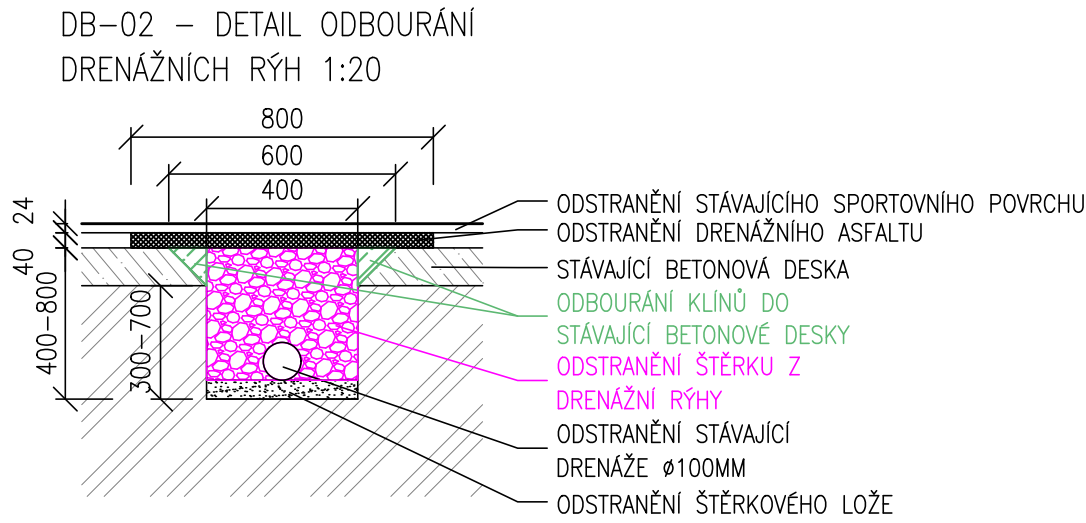 DB-02 - DETAIL ODBOURÁNÍ
DRENÁŽNÍCH RÝH 1:20
800
600
400
24
40
400-800
300-700
ODSTRANĚNÍ STÁVAJÍCÍHO SPORTOVNÍHO POVRCHU
ODSTRANĚNÍ DRENÁŽNÍHO ASFALTU
STÁVAJÍCÍ BETONOVÁ DESKA
ODBOURÁNÍ KLÍNŮ DO
STÁVAJÍCÍ BETONOVÉ DESKY
ODSTRANĚNÍ ŠTĚRKU Z
DRENÁŽNÍ RÝHY
ODSTRANĚNÍ STÁVAJÍCÍ
DRENÁŽE Ø100MM
ODSTRANĚNÍ ŠTĚRKOVÉHO LOŽE